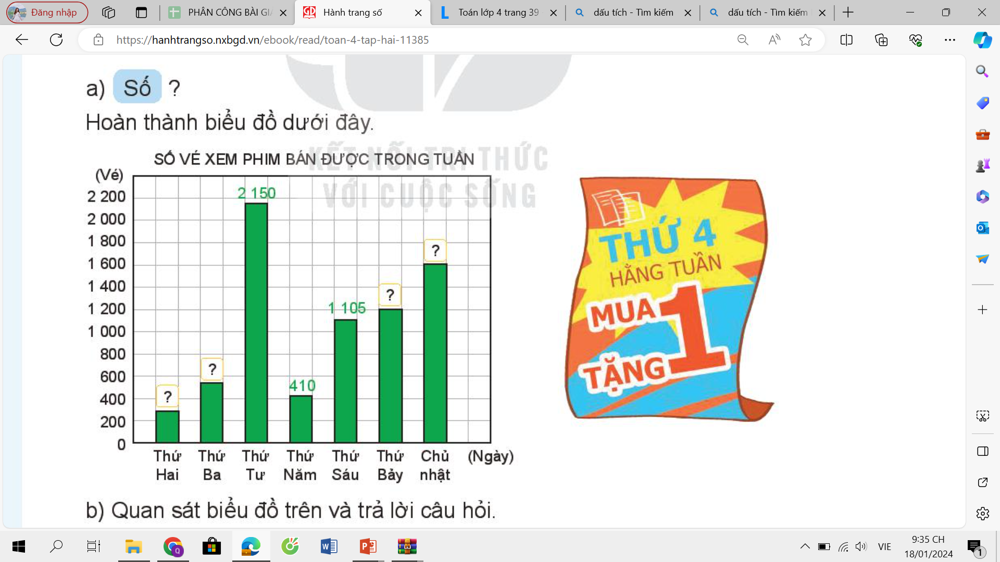 Đăng nhập
PHÂN CÔNG BÀI GIẢ
Hành trang số
Toán lớp 4 trang 39
dấu tích - Tìm kiếm
dấu tích - Tìm kiếm
https://hanhtrangso.nxbgd.vn/ebook/read/toan-4-tap-hai-11385
a) Số ?
Hoàn thành biểu đồ dưới đây.
KẾT NỐI TRI THỨC
VỚI CUỘC SỐNG
SỐ VÉ XEM PHIM BÁN ĐƯỢC TRONG TUẦN
(Vé)
2 200
2 000
1 800
1 600
1 400
1 200
1 000
800
600
400
200
0
?
?
2 150
410
1 105
?
?
Thứ Hai
Thứ Ba
Thứ Tư
Thứ Năm
Thứ Sáu
Thứ Bảy
Chủ nhật
(Ngày)
THỨ 4
HẰNG TUẦN
MUA 1
TẶNG
b) Quan sát biểu đồ trên và trả lời câu hỏi.
VIE
9:35 CH
18/01/2024
1